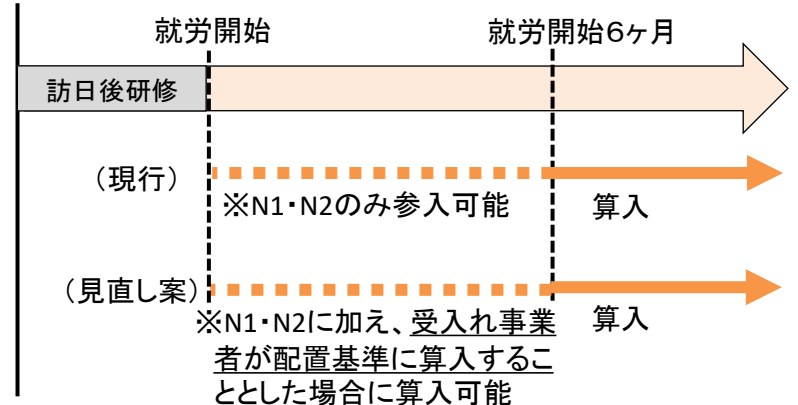 就労開始
就労開始6ヶ月
訪日後研修
（現行）
※N1・N2のみ参入可能
算入
（見直し案）
※N1・N2に加え、受入れ事業
者が配置基準に算入するこ
ととした場合に算入可能
算入